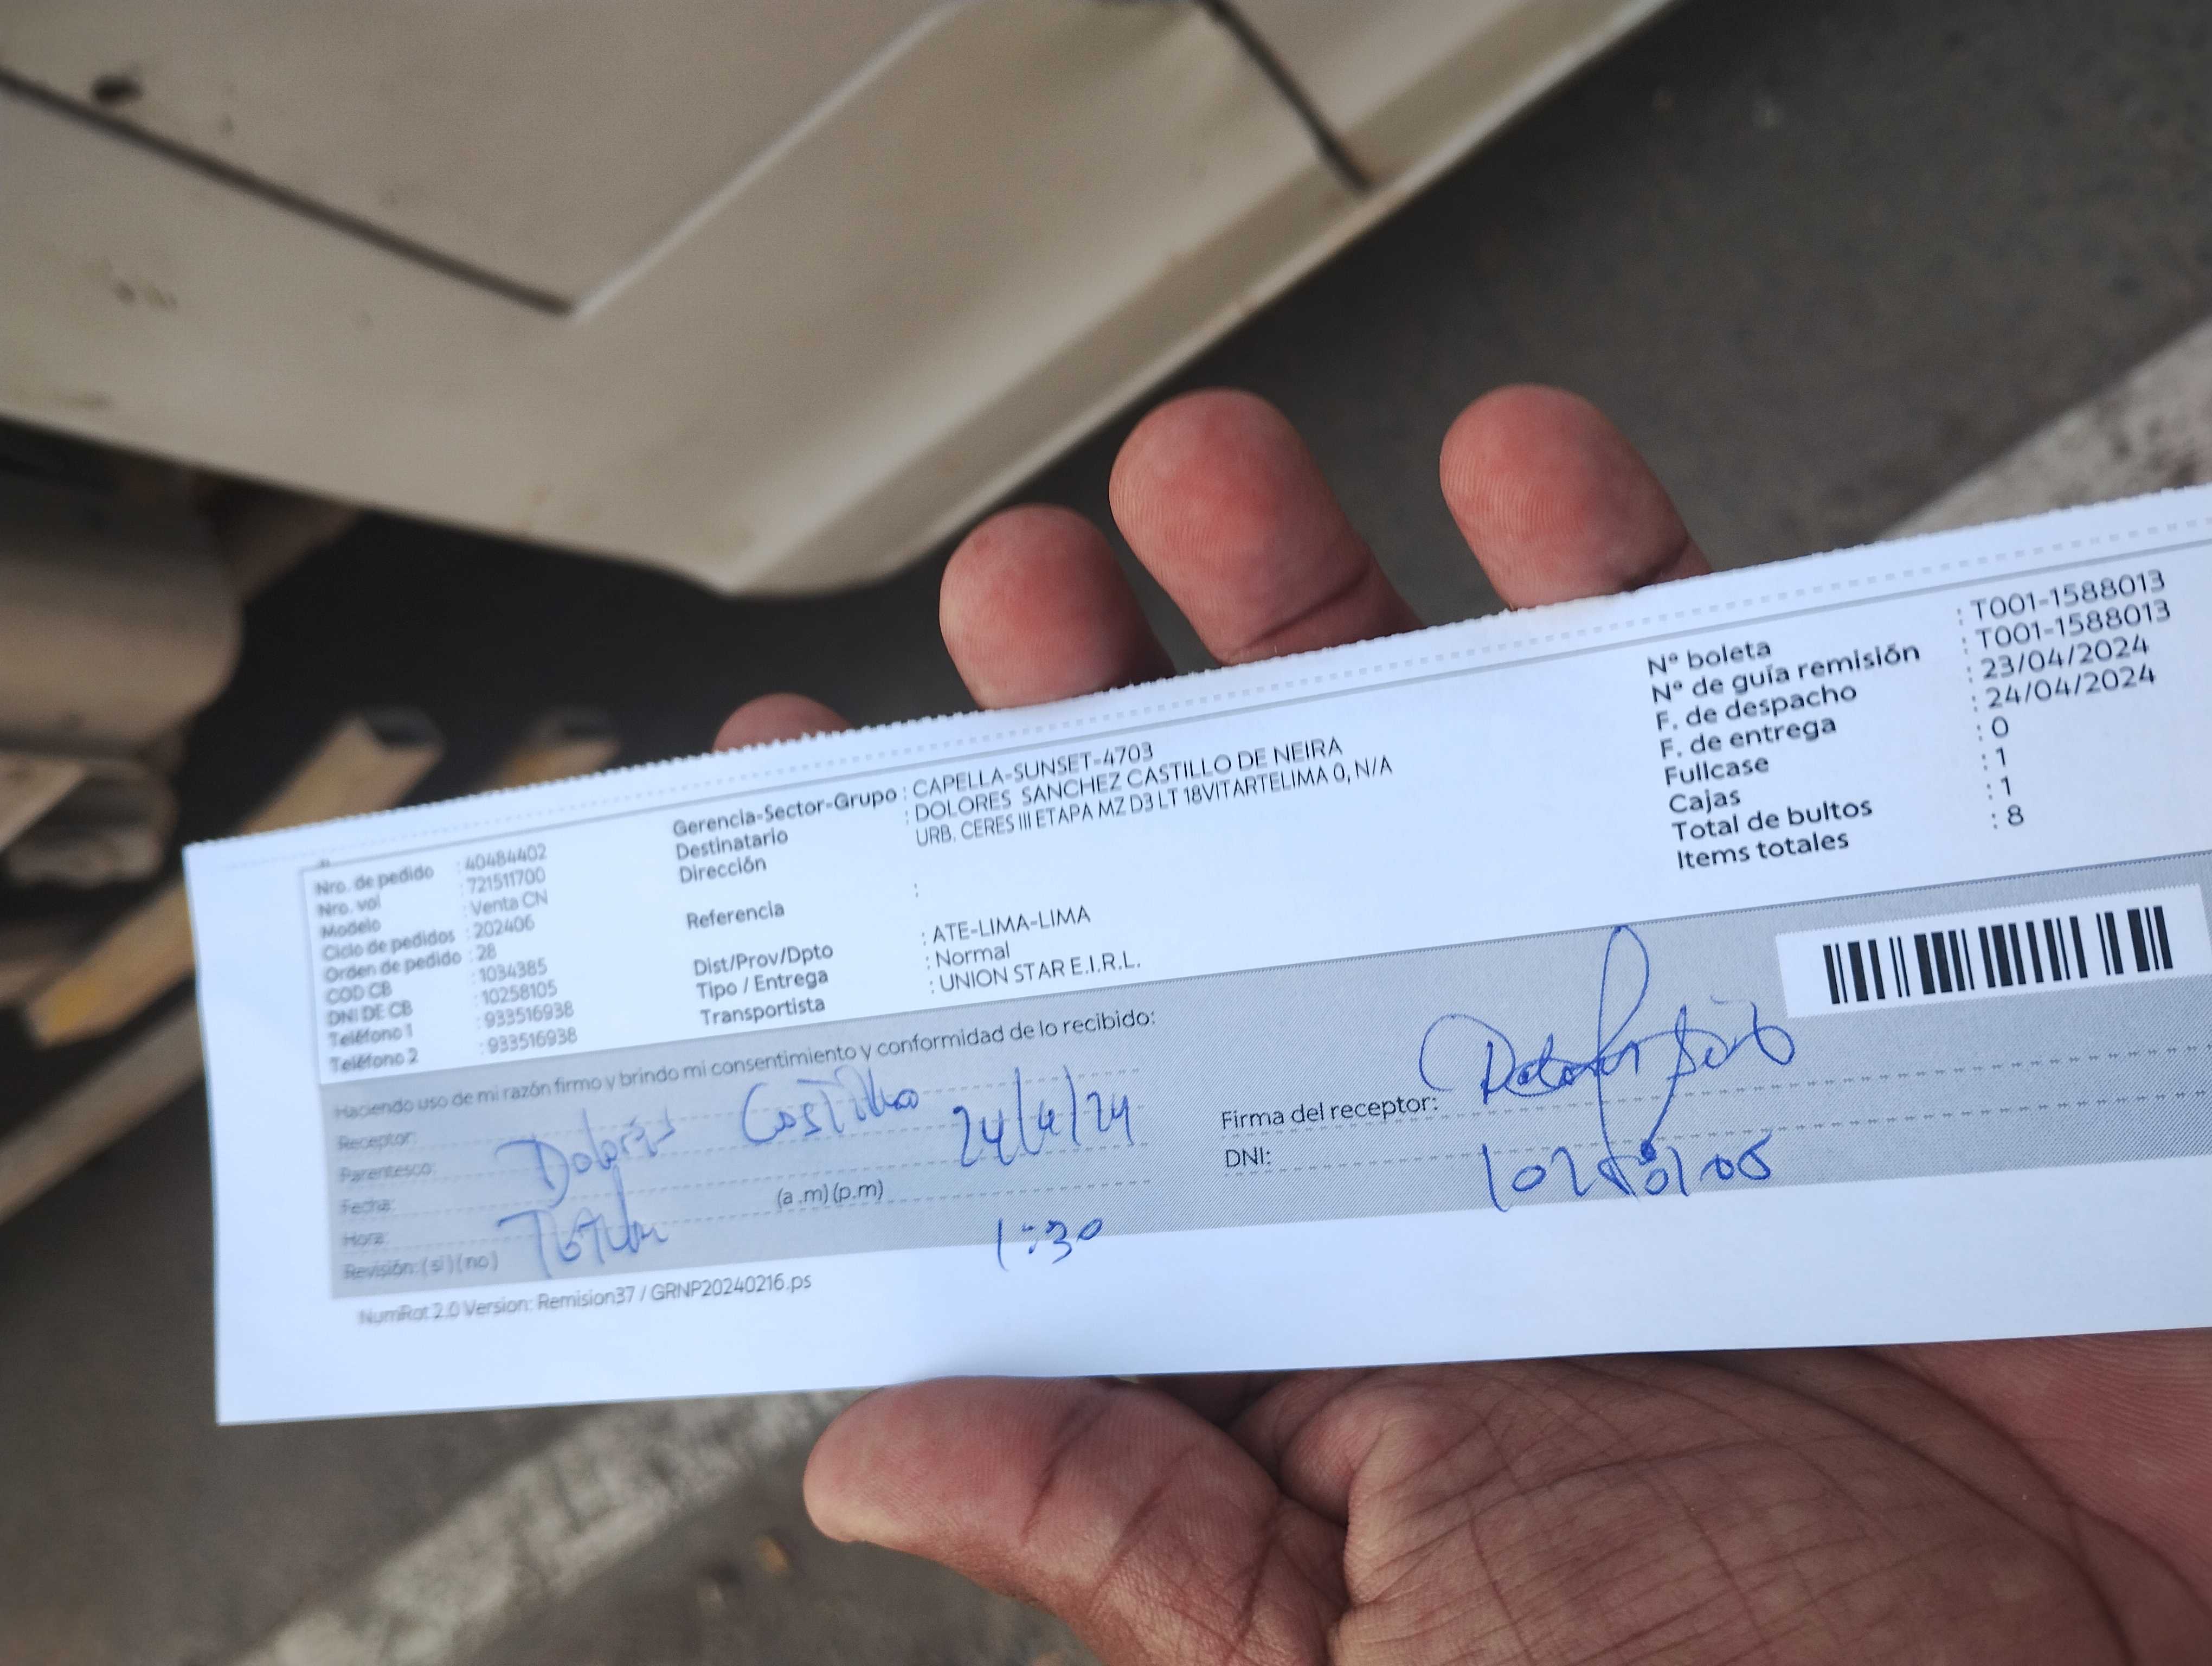 Nro. de pedido : 40484402
Nro. vol : 721511700
Modelo : Venta CN
Ciclo de pedidos : 202406
Orden de pedido : 28
COD CB : 1034385
DNI DE CB : 10258105
Teléfono 1 : 933516938
Teléfono 2 : 933516938
Gerencia-Sector-Grupo : CAPELLA-SUNSET-4703
Destinatario : DOLORES SANCHEZ CASTILLO DE NEIRA
Dirección : URB. CERES III ETAPA MZ D3 LT 18VITARTELIMA 0, N/A
Referencia :
Dist/Prov/Dpto : ATE-LIMA-LIMA
Tipo / Entrega : Normal
Transportista : UNION STAR E.I.R.L.
Nº boleta : T001-1588013
Nº de guía remisión : T001-1588013
F. de despacho : 23/04/2024
F. de entrega : 24/04/2024
Fullcase : 0
Cajas : 1
Total de bultos : 1
Items totales : 8
Haciendo uso de mi razón firmo y brindo mi consentimiento y conformidad de lo recibido:
Receptor: Dolores Castillo
Parentesco: Titular
Fecha: 24/4/24
Hora: (a.m) (p.m) 1:30
Revisión: (si) (no)
Firma del receptor:
DNI: 10258105
NumRot 2.0 Version: Remision37 / GRNP20240216.ps